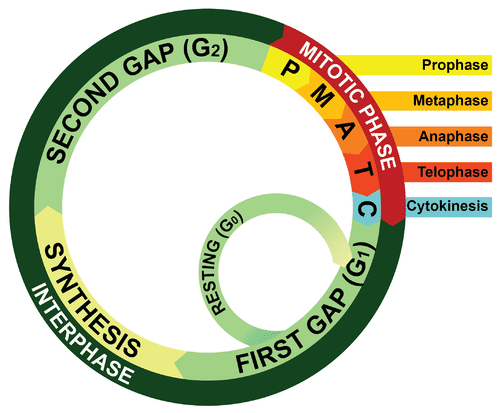 SECOND GAP (G2)
MITOTIC PHASE
P
M
A
T
C
Prophase
Metaphase
Anaphase
Telophase
Cytokinesis
RESTING (G0)
FIRST GAP (G1)
SYNTHESIS
INTERPHASE